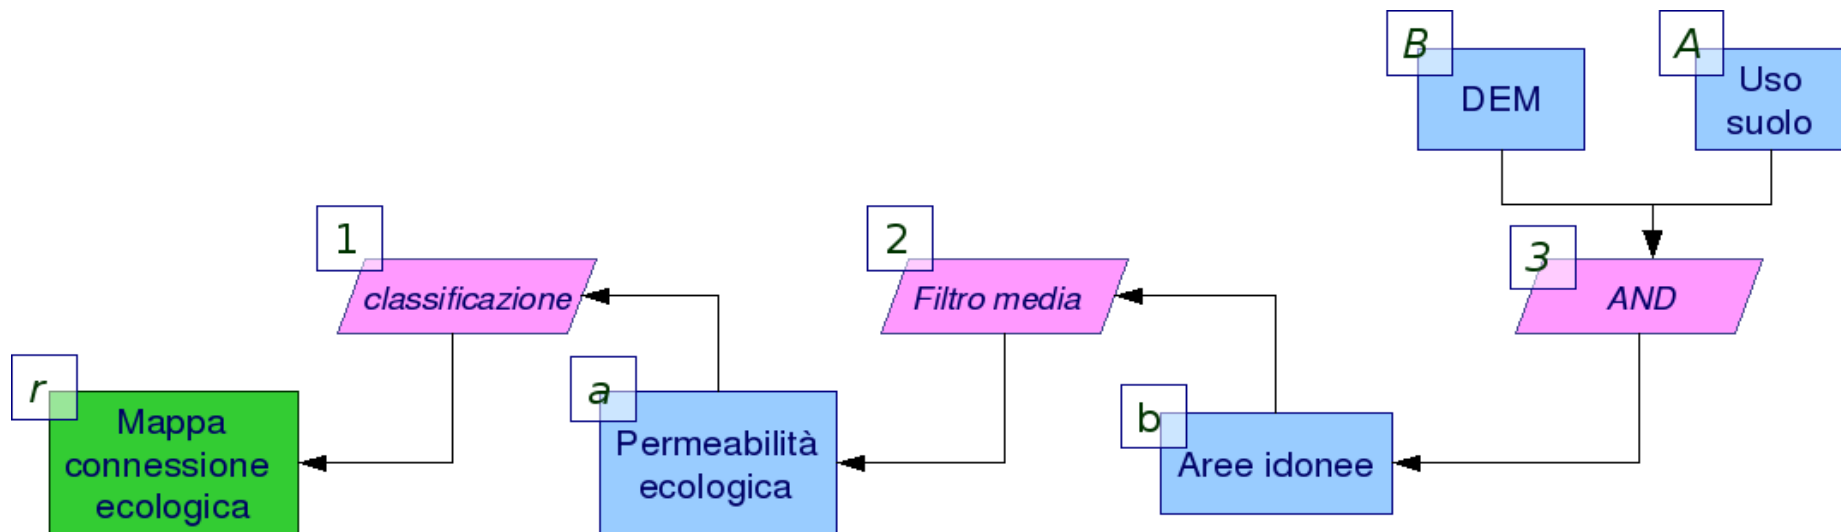 B
DEM
A
Uso
suolo
1
classificazione
2
Filtro media
3
AND
r
Mappa
connessione
ecologica
a
Permeabilità
ecologica
b
Aree idonee